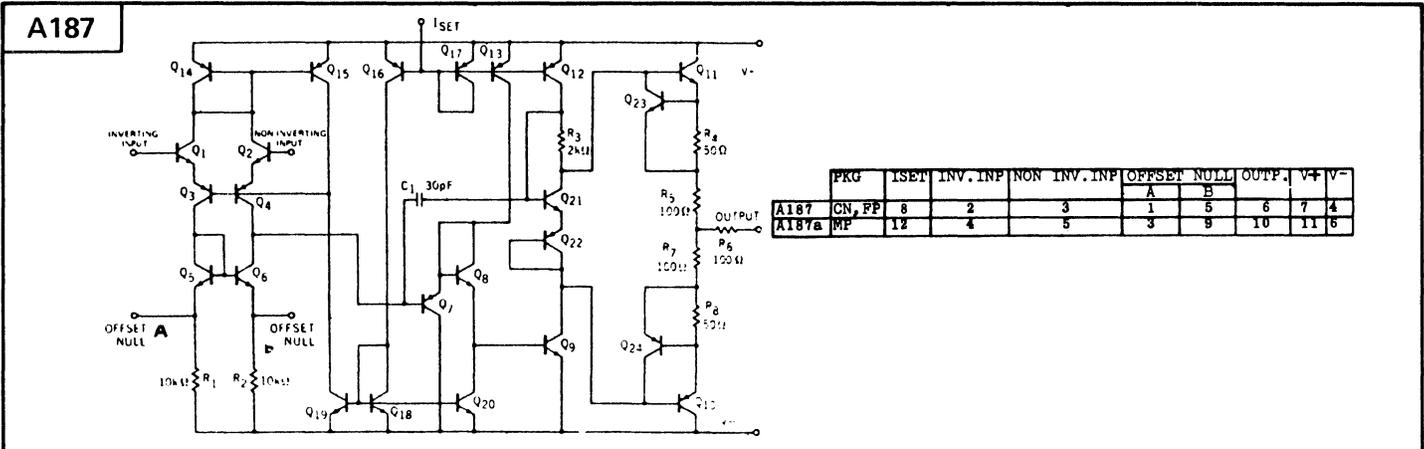 A187
I SET
Q14
Q15
Q16
Q17
Q13
Q12
Q11
V-
Q23
INVERTING INPUT
NON INVERTING INPUT
Q1
Q2
R3
2kΩ
R4
50Ω
Q3
Q4
C1 30pF
Q21
R5
100Ω
OUTPUT
R6
100Ω
Q22
R7
100Ω
Q5
Q6
Q8
Q7
R8
50Ω
OFFSET NULL A
OFFSET NULL
Q9
Q24
10kΩ R1
R2 10kΩ
Q19
Q18
Q20
PKG ISET INV.INP NON INV.INP OFFSET NULL OUTP. V+ V-
A B
A187 CN,FP 8 2 3 1 5 6 7 4
A187a MP 12 4 5 3 9 10 11 6